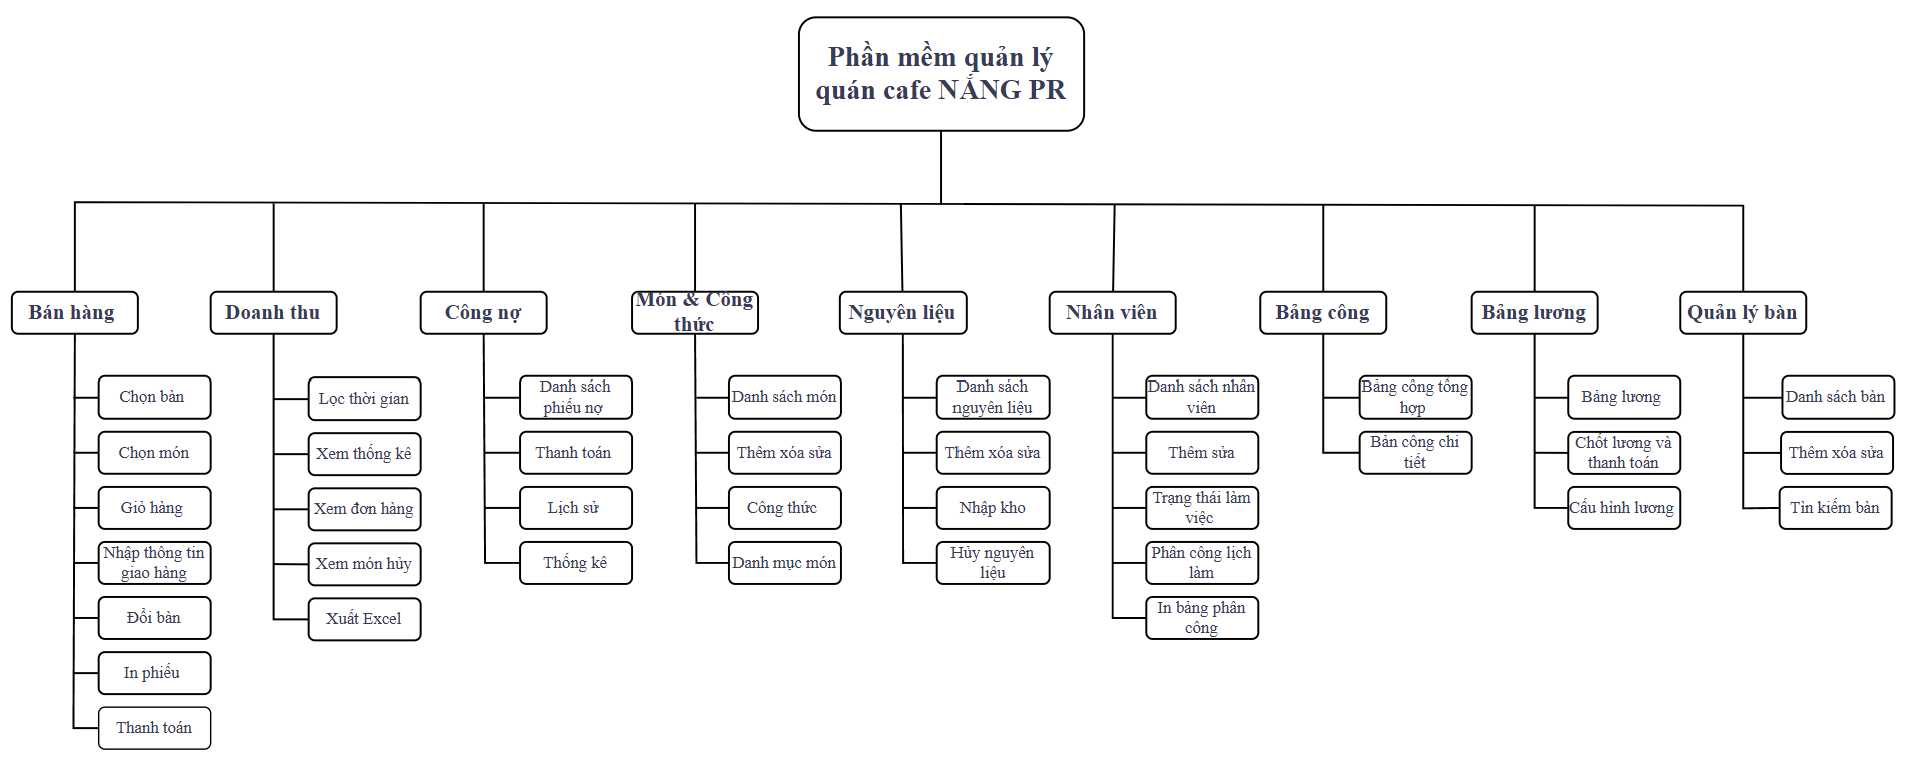 Phần mềm quản lý
quán cafe NẮNG PR
Bán hàng
Doanh thu
Công nợ
Món & Công
thức
Nguyên liệu
Nhân viên
Bảng công
Bảng lương
Quản lý bàn
Chọn bàn
Chọn món
Giỏ hàng
Nhập thông tin
giao hàng
Đổi bàn
In phiếu
Thanh toán
Lọc thời gian
Xem thống kê
Xem đơn hàng
Xem món hủy
Xuất Excel
Danh sách
phiếu nợ
Thanh toán
Lịch sử
Thống kê
Danh sách món
Thêm xóa sửa
Công thức
Danh mục món
Danh sách
nguyên liệu
Thêm xóa sửa
Nhập kho
Hủy nguyên
liệu
Danh sách nhân
viên
Thêm sửa
Trạng thái làm
việc
Phân công lịch
làm
In bảng phân
công
Bảng công tổng
hợp
Bản công chi
tiết
Bảng lương
Chốt lương và
thanh toán
Cấu hình lương
Danh sách bàn
Thêm xóa sửa
Tìn kiếm bàn